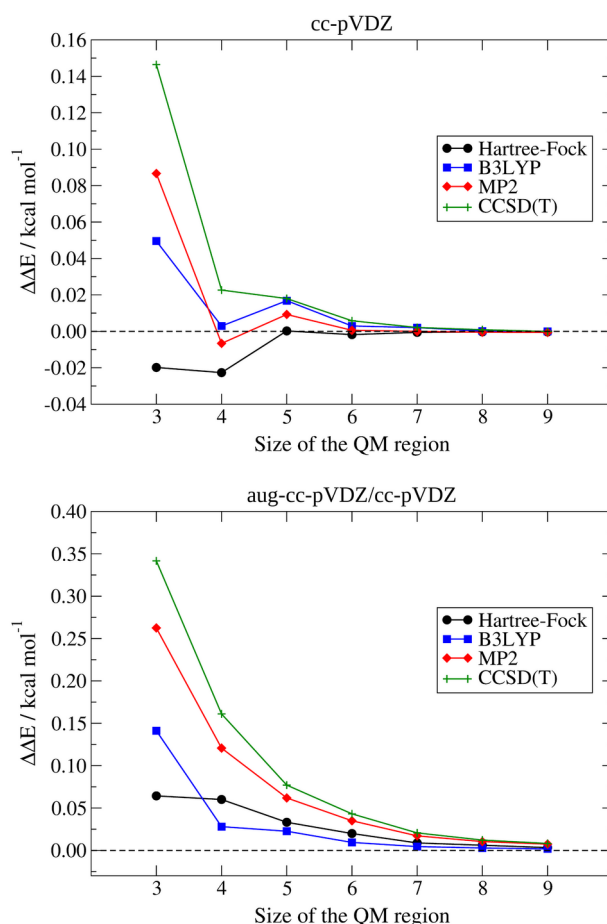 cc-pVDZ
0.16
0.14
0.12
0.10
0.08
0.06
0.04
0.02
0.00
-0.02
-0.04
ΔΔE / kcal mol⁻¹
Hartree-Fock
B3LYP
MP2
CCSD(T)
3 4 5 6 7 8 9
Size of the QM region
aug-cc-pVDZ/cc-pVDZ
0.40
0.35
0.30
0.25
0.20
0.15
0.10
0.05
0.00
ΔΔE / kcal mol⁻¹
Hartree-Fock
B3LYP
MP2
CCSD(T)
3 4 5 6 7 8 9
Size of the QM region